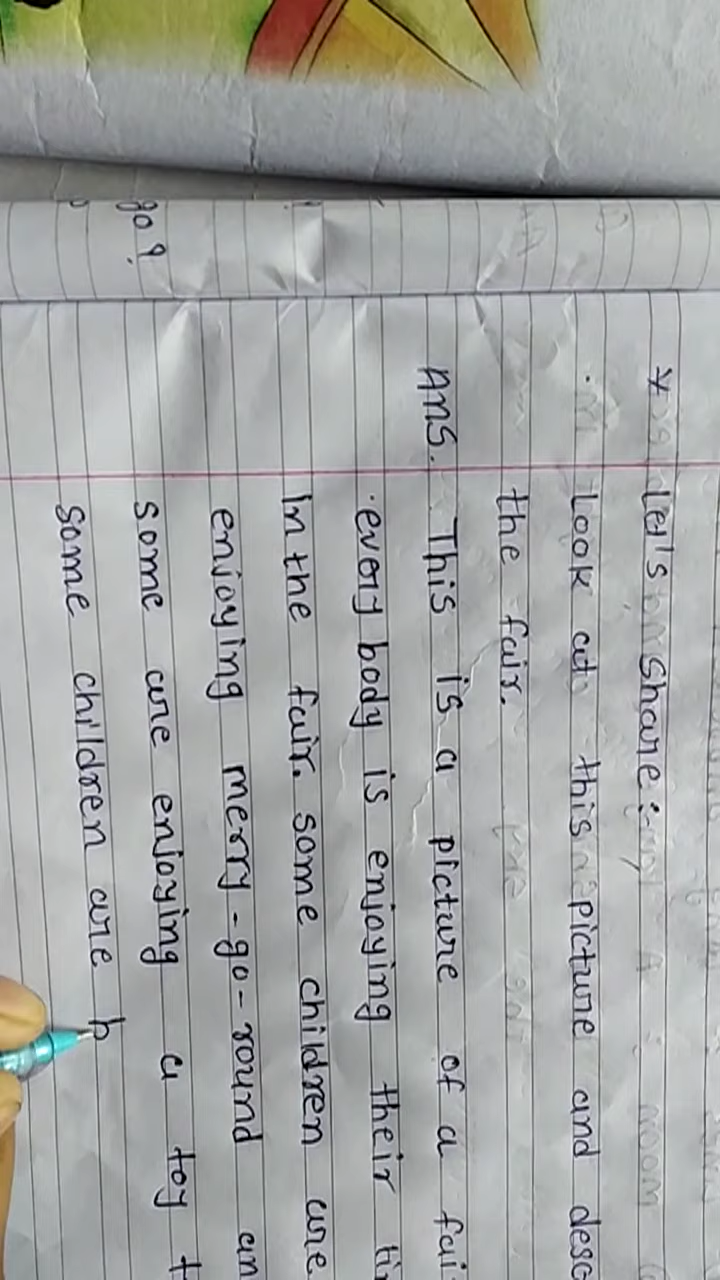 go?
* Let's Share :-
Look at this picture and desc
the fair.
Ans. This is a picture of a fai
every body is enjoying their
In the fair. some children are
enjoying merry-go-round an
some are enjoying a toy t
some children are b